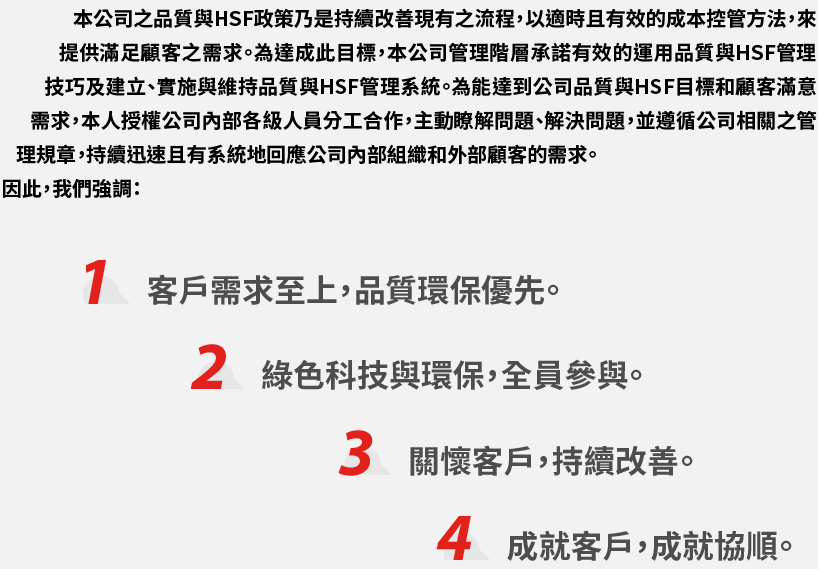 本公司之品質與HSF政策乃是持續改善現有之流程，以適時且有效的成本控管方法，來
提供滿足顧客之需求。為達成此目標，本公司管理階層承諾有效的運用品質與HSF管理
技巧及建立、實施與維持品質與HSF管理系統。為能達到公司品質與HSF目標和顧客滿意
需求，本人授權公司內部各級人員分工合作，主動瞭解問題、解決問題，並遵循公司相關之管
理規章，持續迅速且有系統地回應公司內部組織和外部顧客的需求。
因此，我們強調：
1 客戶需求至上，品質環保優先。
2 綠色科技與環保，全員參與。
3 關懷客戶，持續改善。
4 成就客戶，成就協順。